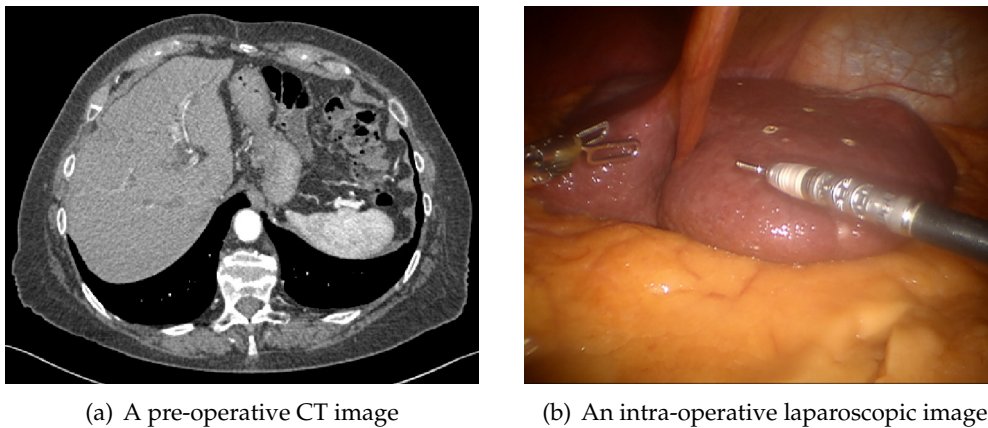 (a) A pre-operative CT image
(b) An intra-operative laparoscopic image